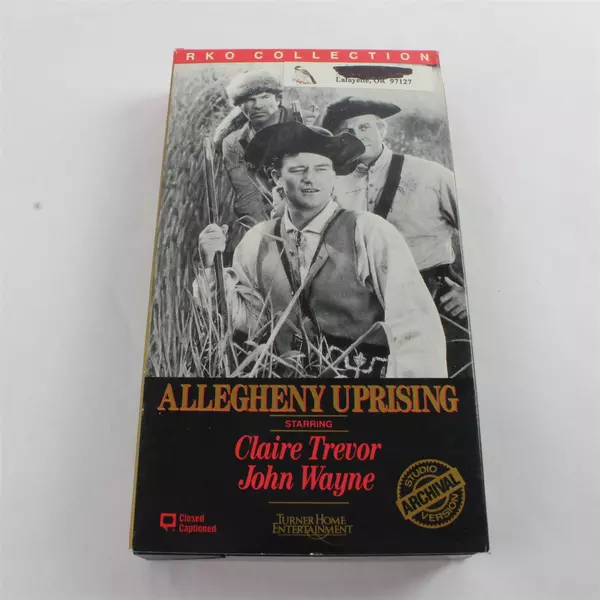 RKO COLLECTION
Lafayette, OR 97127
ALLEGHENY UPRISING
STARRING
Claire Trevor
John Wayne
STUDIO
ARCHIVAL
VERSION
Closed
Captioned
TURNER HOME
ENTERTAINMENT